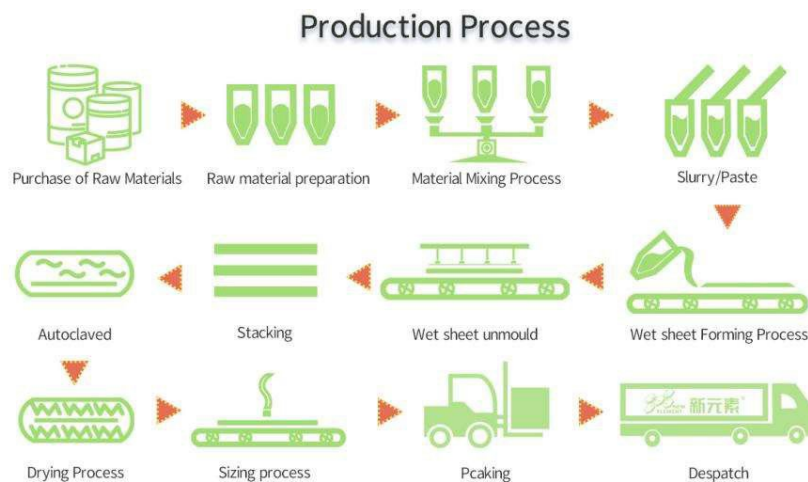 Production Process
Purchase of Raw Materials
Raw material preparation
Material Mixing Process
Slurry/Paste
Autoclaved
Stacking
Wet sheet unmould
Wet sheet Forming Process
新元素
ELEMENT
Drying Process
Sizing process
Pcaking
Despatch